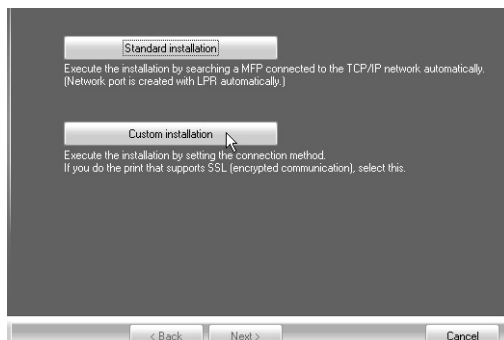 Standard installation
Execute the installation by searching a MFP connected to the TCP/IP network automatically.
(Network port is created with LPR automatically.)
Custom installation
Execute the installation by setting the connection method.
If you do the print that supports SSL (encrypted communication), select this.
< Back Next > Cancel